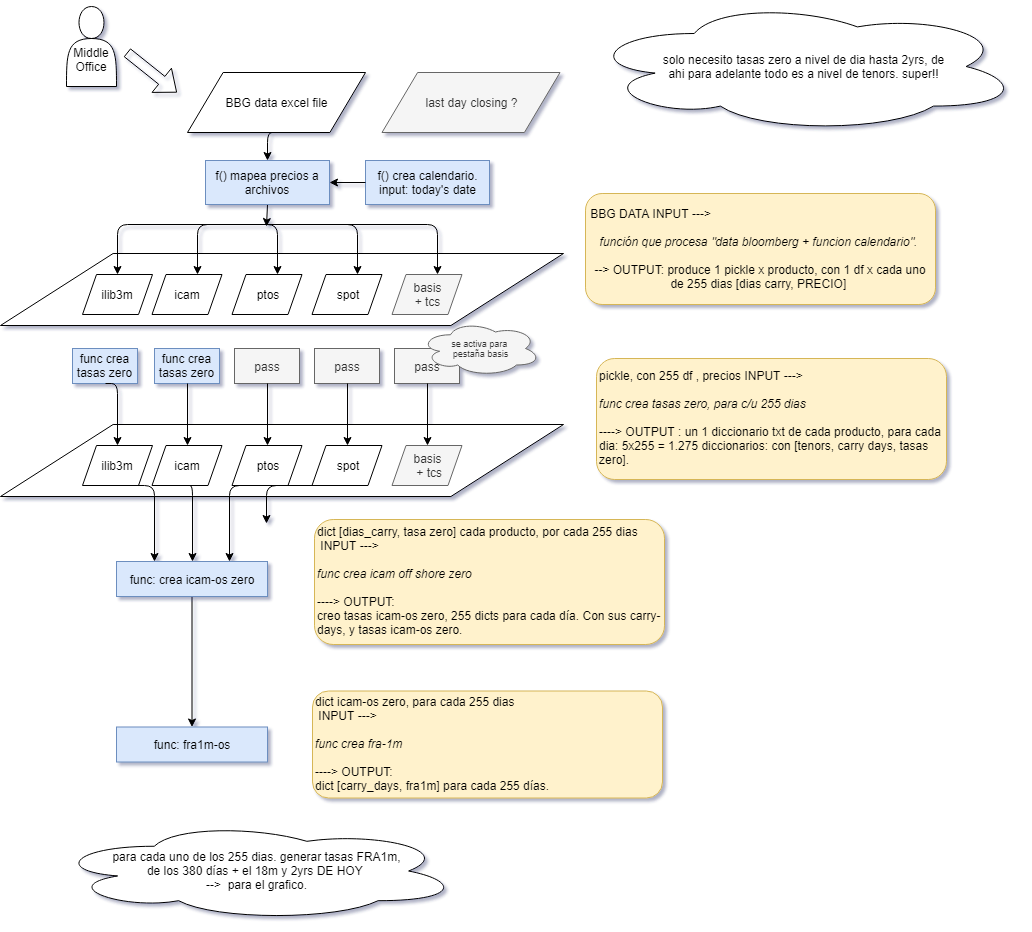 Middle
Office
solo necesito tasas zero a nivel de dia hasta 2yrs, de
ahi para adelante todo es a nivel de tenors. super!!
BBG data excel file
last day closing ?
f() mapea precios a
archivos
f() crea calendario.
input: today's date
BBG DATA INPUT --->
función que procesa "data bloomberg + funcion calendario".
--> OUTPUT: produce 1 pickle x producto, con 1 df x cada uno
de 255 dias [dias carry, PRECIO]
ilib3m
icam
ptos
spot
basis
+ tcs
se activa para
pestaña basis
func crea
tasas zero
func crea
tasas zero
pass
pass
pass
pickle, con 255 df , precios INPUT --->
func crea tasas zero, para c/u 255 dias
----> OUTPUT : un 1 diccionario txt de cada producto, para cada
dia: 5x255 = 1.275 diccionarios: con [tenors, carry days, tasas
zero].
ilib3m
icam
ptos
spot
basis
+ tcs
dict [dias_carry, tasa zero] cada producto, por cada 255 dias
INPUT --->
func crea icam off shore zero
----> OUTPUT:
creo tasas icam-os zero, 255 dicts para cada día. Con sus carry-
days, y tasas icam-os zero.
func: crea icam-os zero
dict icam-os zero, para cada 255 dias
INPUT --->
func crea fra-1m
----> OUTPUT:
dict [carry_days, fra1m] para cada 255 días.
func: fra1m-os
para cada uno de los 255 dias. generar tasas FRA1m,
de los 380 días + el 18m y 2yrs DE HOY
--> para el grafico.